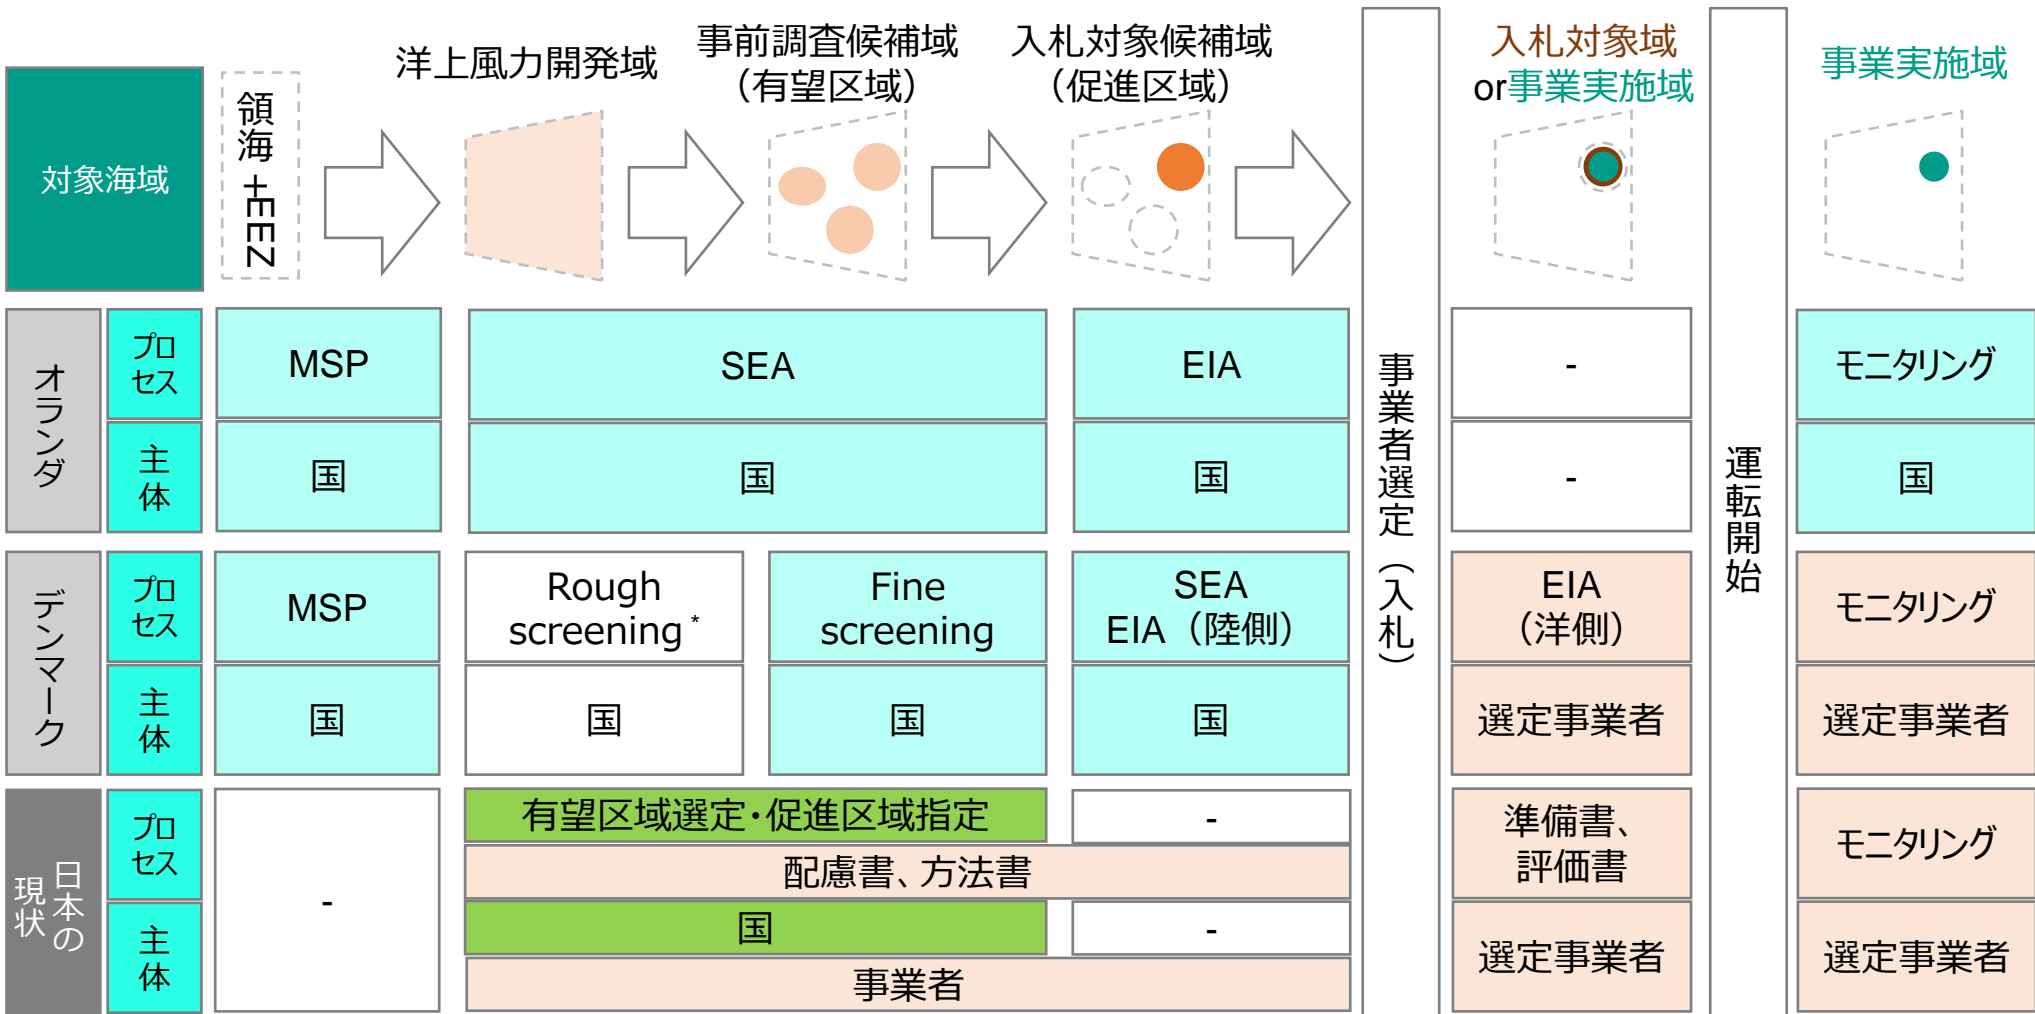 対象海域
領海+EEZ
洋上風力開発域
事前調査候補域
（有望区域）
入札対象候補域
（促進区域）
入札対象域
or事業実施域
事業実施域
オランダ
プロ
セス
MSP
SEA
EIA
-
モニタリング
主
体
国
国
国
-
国
事業者選定（入札）
運転開始
デンマーク
プロ
セス
MSP
Rough
screening *
Fine
screening
SEA
EIA（陸側）
EIA
（洋側）
モニタリング
主
体
国
国
国
国
選定事業者
選定事業者
日本の
現状
プロ
セス
-
有望区域選定・促進区域指定
-
配慮書、方法書
準備書、
評価書
モニタリング
主
体
国
-
事業者
選定事業者
選定事業者